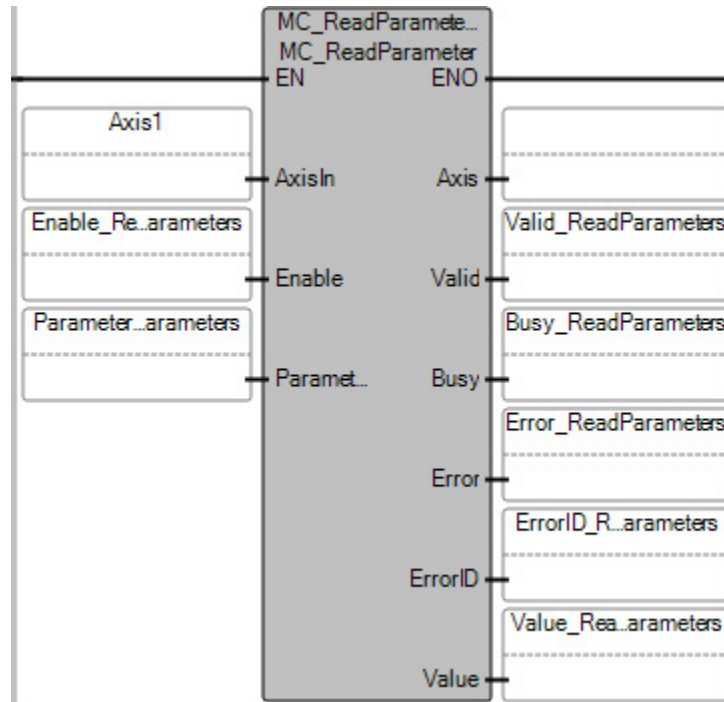 MC_ReadParamete...
MC_ReadParameter
EN ENO
Axis1
AxisIn Axis
Enable_Re...arameters
Valid_ReadParameters
Enable Valid
Parameter...arameters
Busy_ReadParameters
Paramet... Busy
Error_ReadParameters
Error
ErrorID_R...arameters
ErrorID
Value_Rea...arameters
Value